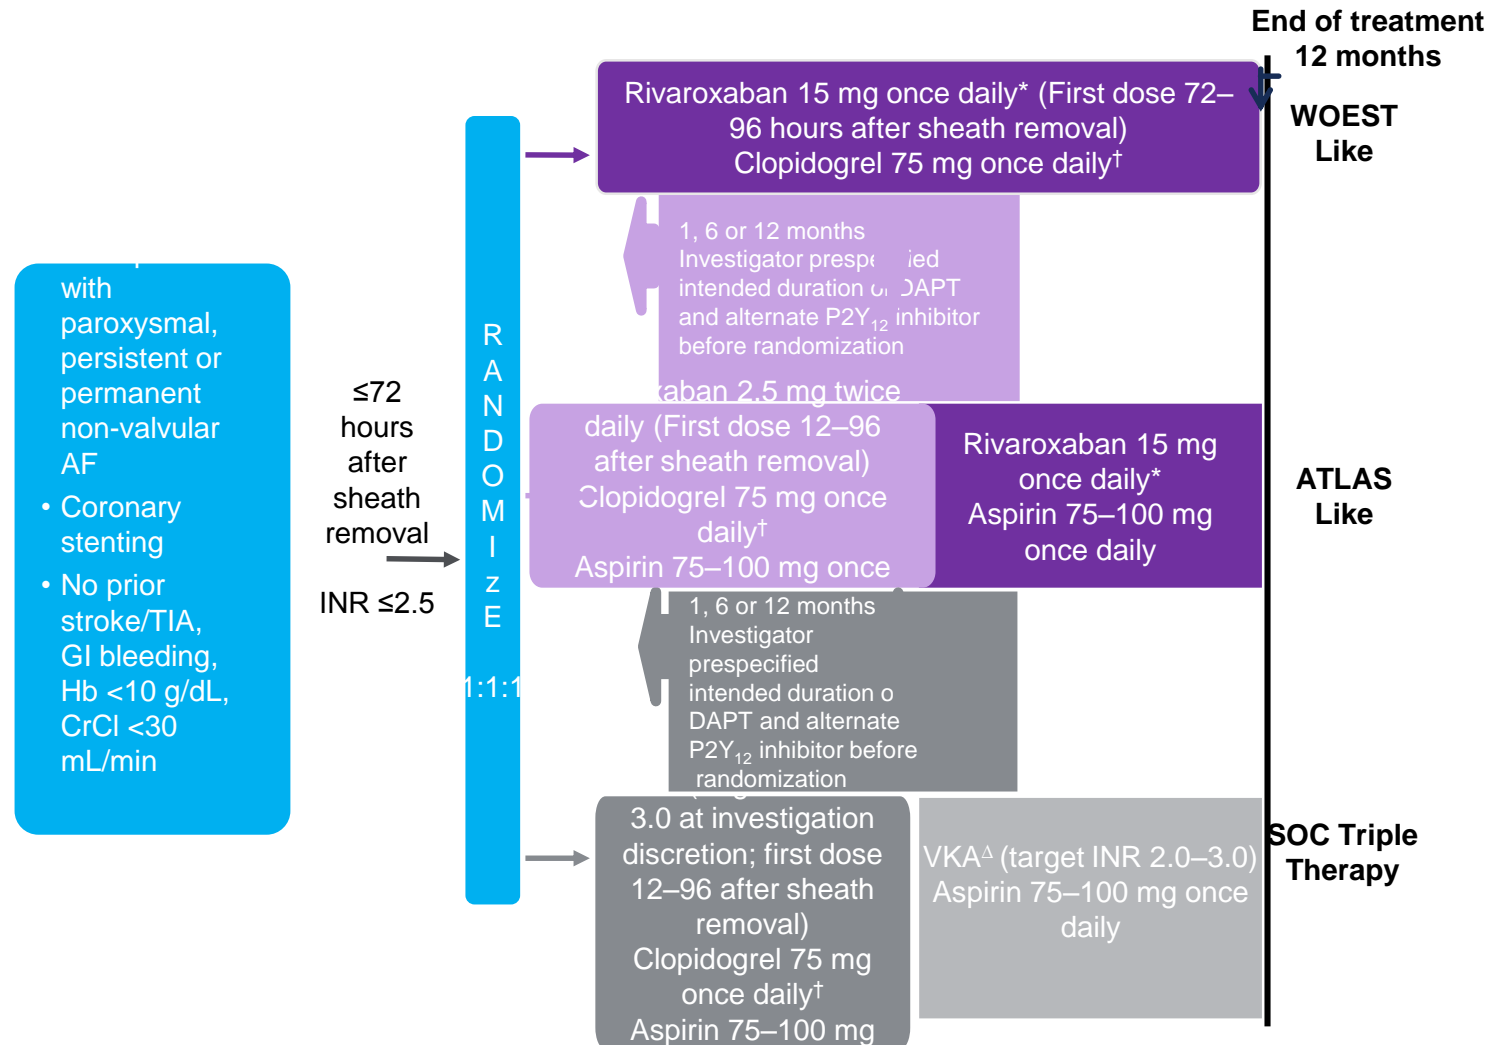 End of treatment
12 months
Rivaroxaban 15 mg once daily* (First dose 72–
96 hours after sheath removal)
Clopidogrel 75 mg once daily†
WOEST
Like
1, 6 or 12 months
Investigator
intended duration DAPT
and alternate P2Y12 inhibitor
before randomization
with
paroxysmal,
persistent or
permanent
non-valvular
AF
• Coronary
stenting
• No prior
stroke/TIA,
GI bleeding,
Hb <10 g/dL,
CrCl <30
mL/min
≤72
hours
after
sheath
removal
INR ≤2.5
R
A
N
D
O
M
I
z
E
1:1:1
xaban 2.5 mg twice
daily (First dose 12–96
after sheath removal)
Clopidogrel 75 mg once
daily†
Aspirin 75–100 mg once
Rivaroxaban 15 mg
once daily*
Aspirin 75–100 mg
once daily
ATLAS
Like
1, 6 or 12 months
Investigator
prespecified
intended duration o
DAPT and alternate
P2Y12 inhibitor before
randomization
3.0 at investigation
discretion; first dose
12–96 after sheath
removal)
Clopidogrel 75 mg
once daily†
Aspirin 75–100 mg
VKAΔ (target INR 2.0–3.0)
Aspirin 75–100 mg once
daily
SOC Triple
Therapy